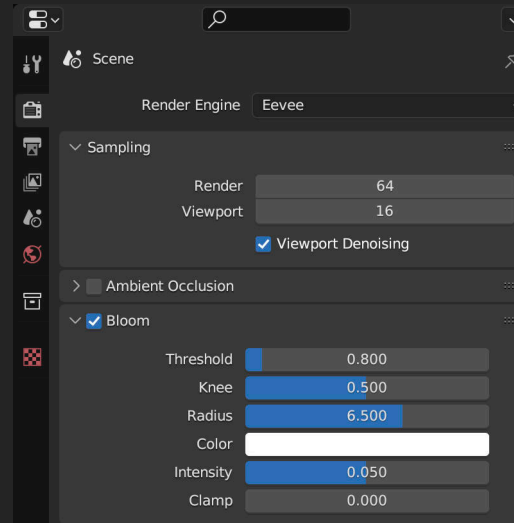 Scene
Render Engine Eevee
Sampling
Render 64
Viewport 16
Viewport Denoising
Ambient Occlusion
Bloom
Threshold 0.800
Knee 0.500
Radius 6.500
Color
Intensity 0.050
Clamp 0.000